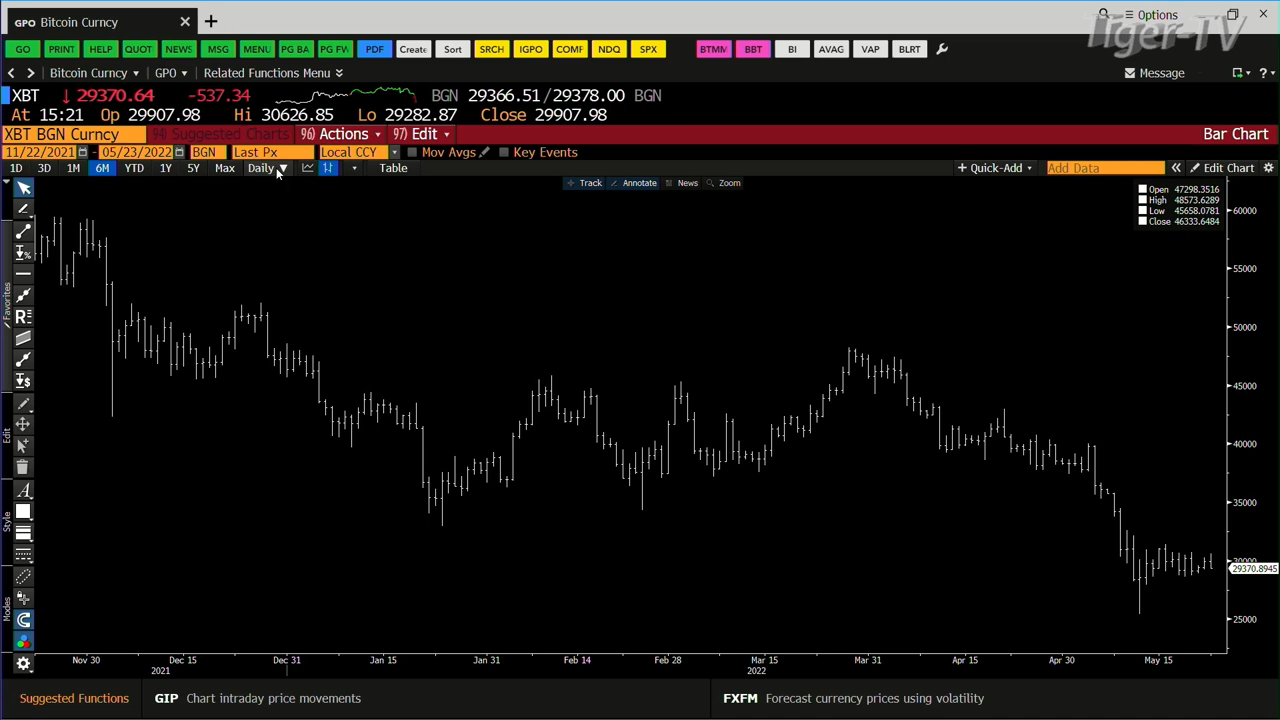 GPO Bitcoin Curncy × +
Options
Tiger-TV
GO PRINT HELP QUOT NEWS MSG MENU PG BA PG FW PDF Create Sort SRCH IGPO COMF NDQ SPX BTMM BBT BI AVAG VAP BLRT
Bitcoin Curncy GPO Related Functions Menu Message ?
XBT ↓ 29370.64 -537.34 BGN 29366.51/29378.00 BGN
At 15:21 Op 29907.98 Hi 30626.85 Lo 29282.87 Close 29907.98
XBT BGN Curncy 94) Suggested Charts 96) Actions 97) Edit Bar Chart
11/22/2021 - 05/23/2022 BGN Last Px Local CCY Mov Avgs Key Events
1D 3D 1M 6M YTD 1Y 5Y Max Daily Table + Quick-Add Add Data « Edit Chart
Track Annotate News Zoom
Open 47298.3516
High 48573.6289
Low 45658.0781
Close 46333.6484
60000
55000
50000
45000
40000
35000
30000
29370.8945
25000
Favorites
Edit
Style
Modes
Nov 30 Dec 15 Dec 31 Jan 15 Jan 31 Feb 14 Feb 28 Mar 15 Mar 31 Apr 15 Apr 30 May 15
2021 2022
Suggested Functions GIP Chart intraday price movements FXFM Forecast currency prices using volatility